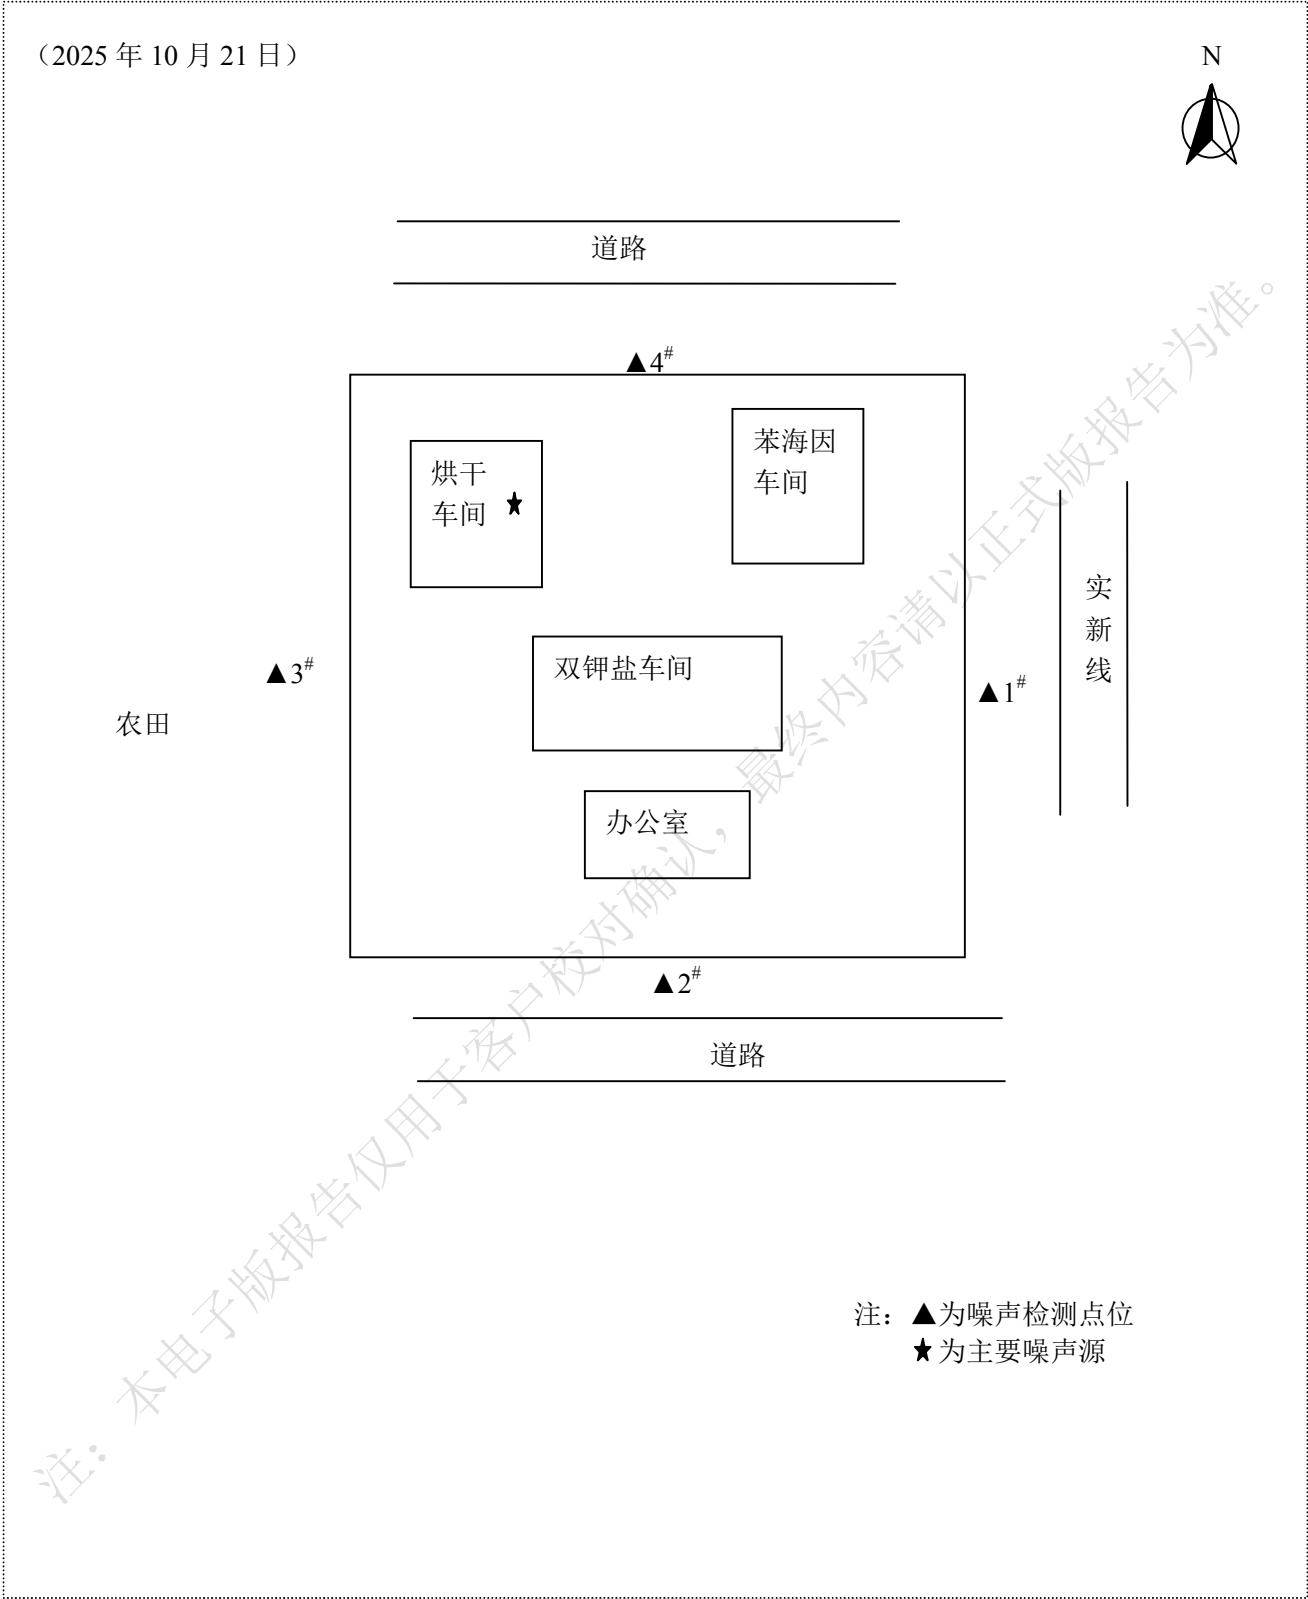 （2025 年 10 月 21 日）
N
道路
▲4#
苯海因
车间
烘干
车间
实新线
双钾盐车间
▲3#
▲1#
农田
办公室
▲2#
道路
注：▲为噪声检测点位
★为主要噪声源
注：本电子版报告仅用于客户校对确认，最终内容请以正式版报告为准。